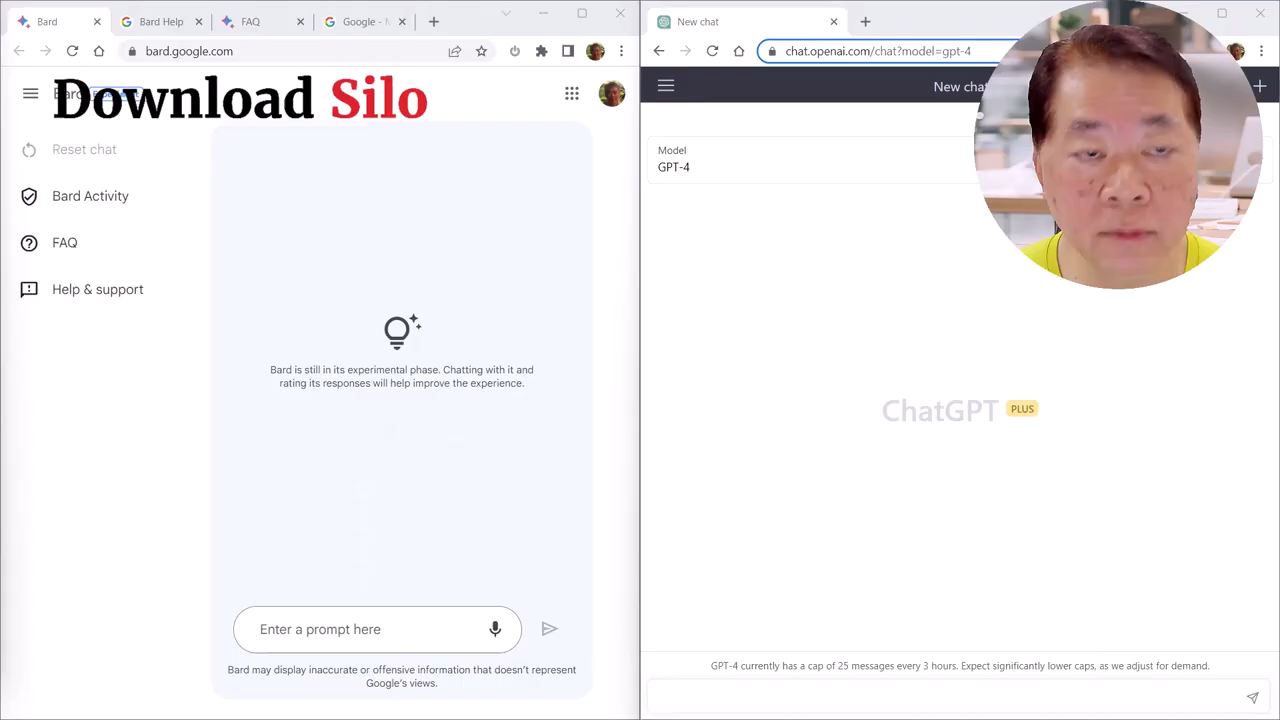 Bard
Bard Help
FAQ
Google - M
bard.google.com
Download Silo
Reset chat
Bard Activity
FAQ
Help & support
Bard is still in its experimental phase. Chatting with it and
rating its responses will help improve the experience.
Enter a prompt here
Bard may display inaccurate or offensive information that doesn't represent
Google's views.
New chat
chat.openai.com/chat?model=gpt-4
New chat
Model
GPT-4
ChatGPT PLUS
GPT-4 currently has a cap of 25 messages every 3 hours. Expect significantly lower caps, as we adjust for demand.